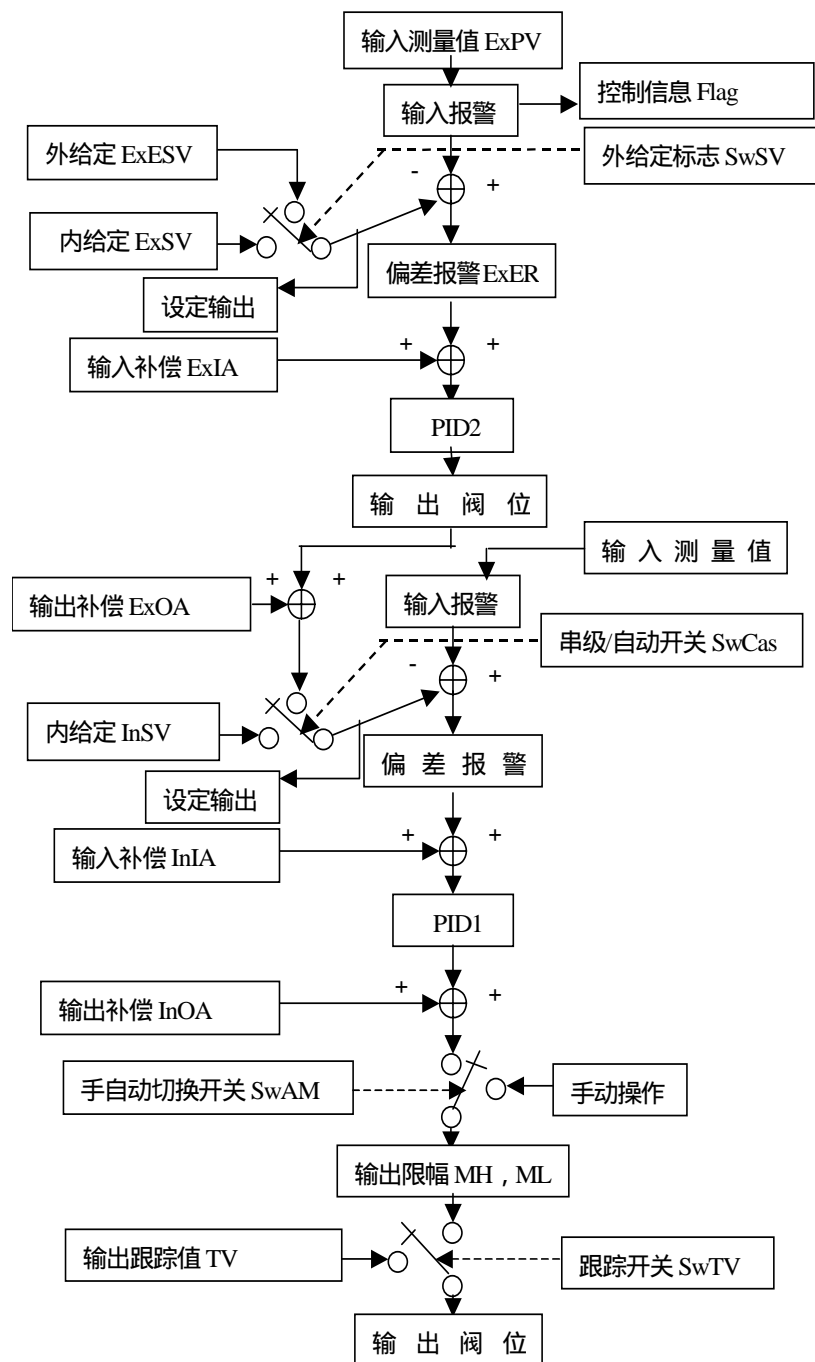 输入测量值 ExPV
输入报警
控制信息 Flag
外给定 ExESV
外给定标志 SwSV
- +
内给定 ExSV
偏差报警 ExER
设定输出
+ +
输入补偿 ExIA
PID2
输 出 阀 位
输 入 测 量 值
+ +
输出补偿 ExOA
输入报警
串级/自动开关 SwCas
- +
内给定 InSV
偏 差 报 警
设定输出
+ +
输入补偿 InIA
PID1
+ +
输出补偿 InOA
手自动切换开关 SwAM
手动操作
输出限幅 MH , ML
输出跟踪值 TV
跟踪开关 SwTV
输 出 阀 位